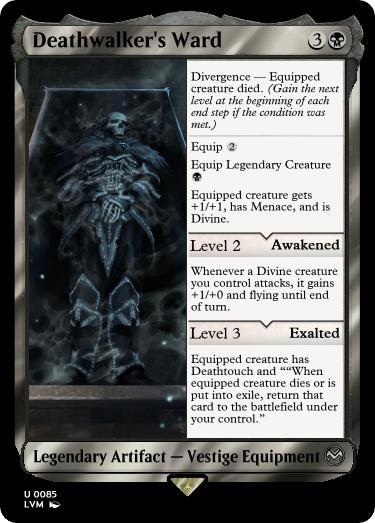 Deathwalker's Ward 3
Divergence — Equipped
creature died. (Gain the next
level at the beginning of each
end step if the condition was
met.)
Equip 2
Equip Legendary Creature
Equipped creature gets
+1/+1, has Menace, and is
Divine.
Level 2 Awakened
Whenever a Divine creature
you control attacks, it gains
+1/+0 and flying until end
of turn.
Level 3 Exalted
Equipped creature has
Deathtouch and ““When
equipped creature dies or is
put into exile, return that
card to the battlefield under
your control.”
Legendary Artifact — Vestige Equipment
U 0085
LVM